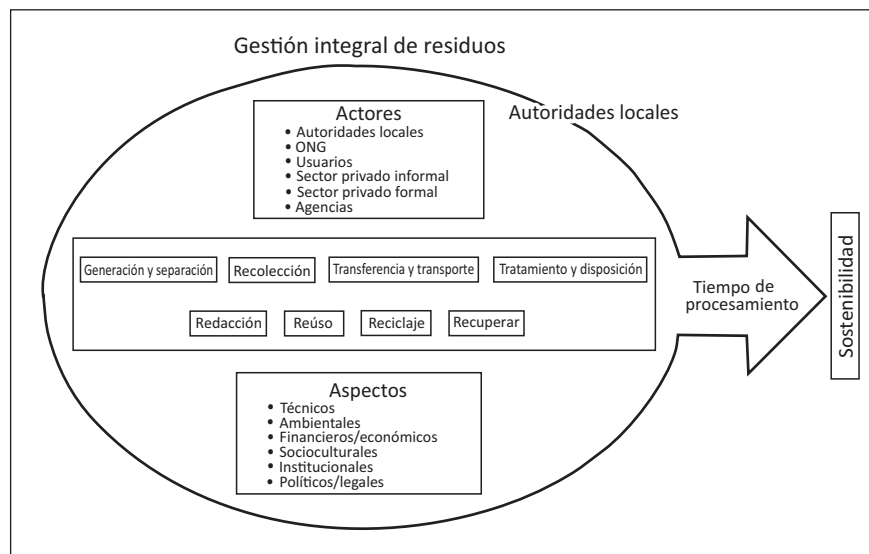 Gestión integral de residuos
Actores
• Autoridades locales
• ONG
• Usuarios
• Sector privado informal
• Sector privado formal
• Agencias
Autoridades locales
Generación y separación
Recolección
Transferencia y transporte
Tratamiento y disposición
Redacción
Reúso
Reciclaje
Recuperar
Aspectos
• Técnicos
• Ambientales
• Financieros/económicos
• Socioculturales
• Institucionales
• Políticos/legales
Tiempo de
procesamiento
Sostenibilidad